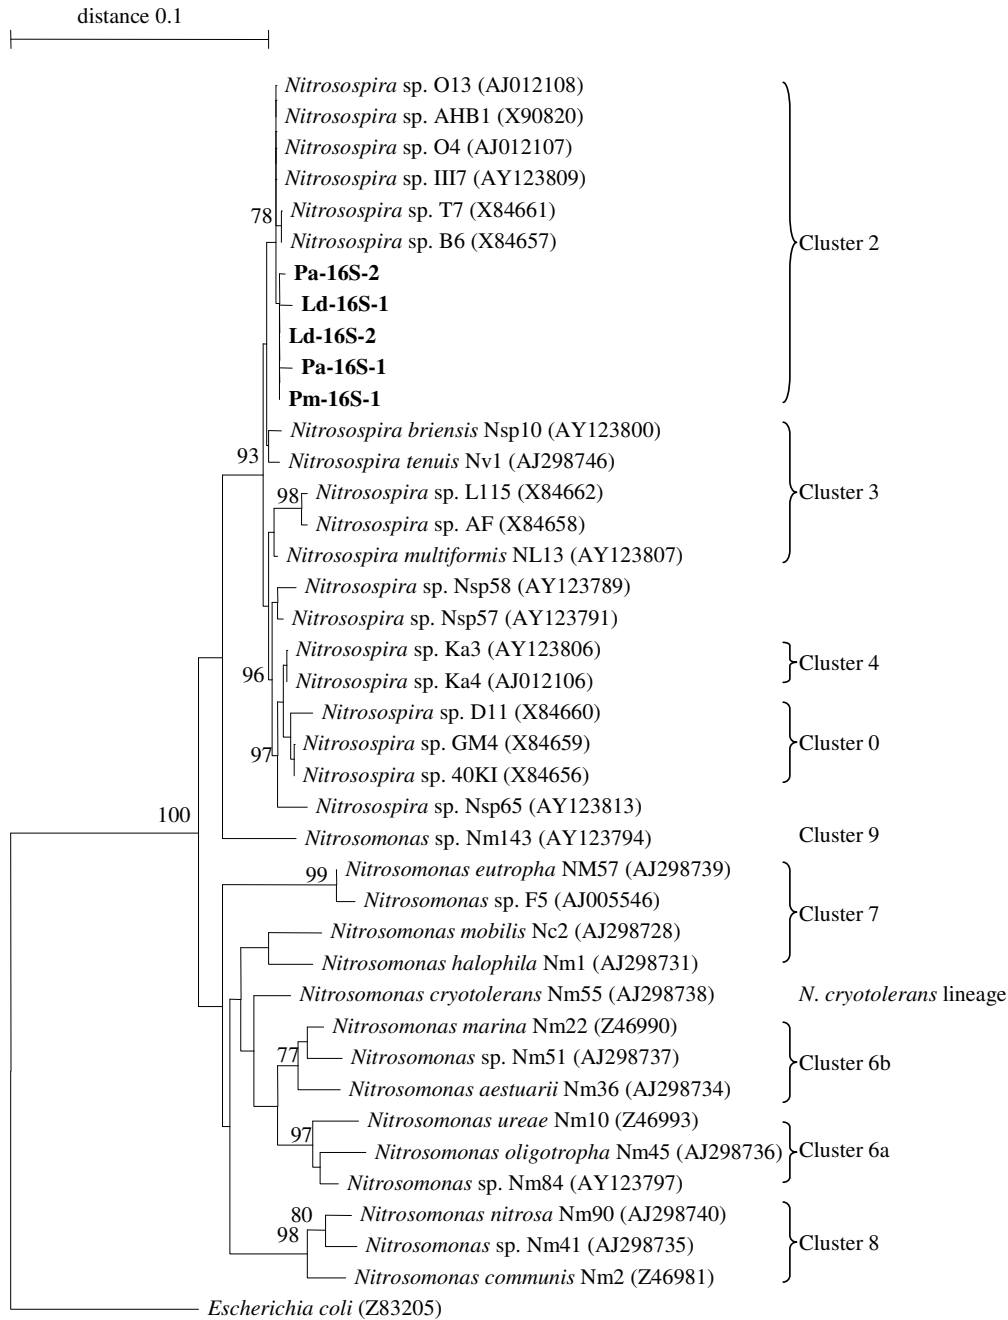 distance 0.1
Nitrosospira sp. O13 (AJ012108)
Nitrosospira sp. AHB1 (X90820)
Nitrosospira sp. O4 (AJ012107)
Nitrosospira sp. III7 (AY123809)
Nitrosospira sp. T7 (X84661)
78
Nitrosospira sp. B6 (X84657)
Cluster 2
Pa-16S-2
Ld-16S-1
Ld-16S-2
Pa-16S-1
Pm-16S-1
Nitrosospira briensis Nsp10 (AY123800)
93
Nitrosospira tenuis Nv1 (AJ298746)
98
Nitrosospira sp. L115 (X84662)
Cluster 3
Nitrosospira sp. AF (X84658)
Nitrosospira multiformis NL13 (AY123807)
Nitrosospira sp. Nsp58 (AY123789)
Nitrosospira sp. Nsp57 (AY123791)
Nitrosospira sp. Ka3 (AY123806)
Cluster 4
96
Nitrosospira sp. Ka4 (AJ012106)
Nitrosospira sp. D11 (X84660)
97
Nitrosospira sp. GM4 (X84659)
Cluster 0
Nitrosospira sp. 40KI (X84656)
Nitrosospira sp. Nsp65 (AY123813)
100
Nitrosomonas sp. Nm143 (AY123794)
Cluster 9
Nitrosomonas eutropha NM57 (AJ298739)
99
Nitrosomonas sp. F5 (AJ005546)
Cluster 7
Nitrosomonas mobilis Nc2 (AJ298728)
Nitrosomonas halophila Nm1 (AJ298731)
Nitrosomonas cryotolerans Nm55 (AJ298738)
N. cryotolerans lineage
Nitrosomonas marina Nm22 (Z46990)
77
Nitrosomonas sp. Nm51 (AJ298737)
Cluster 6b
Nitrosomonas aestuarii Nm36 (AJ298734)
Nitrosomonas ureae Nm10 (Z46993)
97
Nitrosomonas oligotropha Nm45 (AJ298736)
Cluster 6a
Nitrosomonas sp. Nm84 (AY123797)
80
Nitrosomonas nitrosa Nm90 (AJ298740)
98
Nitrosomonas sp. Nm41 (AJ298735)
Cluster 8
Nitrosomonas communis Nm2 (Z46981)
Escherichia coli (Z83205)